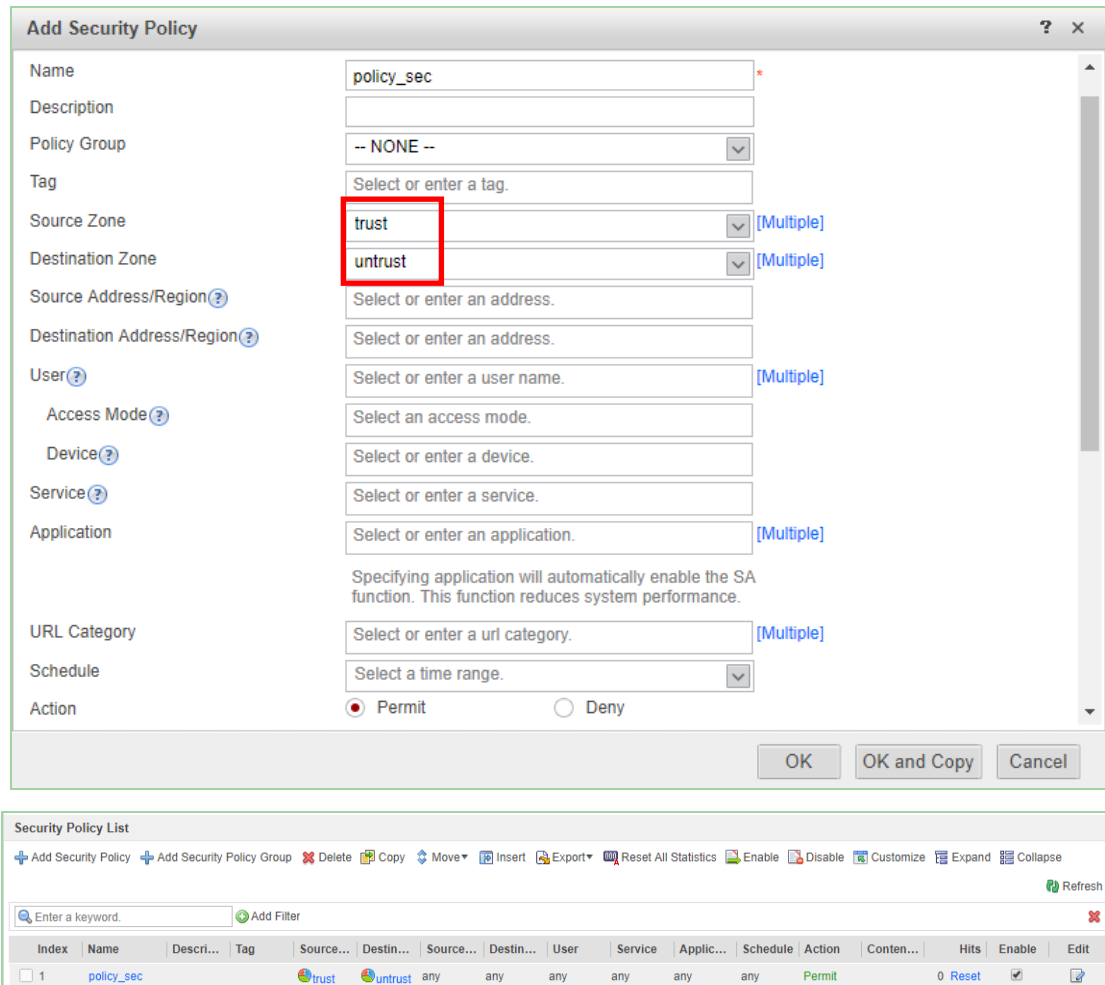 Add Security Policy ?
Name policy_sec *
Description
Policy Group -- NONE --
Tag Select or enter a tag.
Source Zone trust [Multiple]
Destination Zone untrust [Multiple]
Source Address/Region ? Select or enter an address.
Destination Address/Region ? Select or enter an address.
User ? Select or enter a user name. [Multiple]
Access Mode ? Select an access mode.
Device ? Select or enter a device.
Service ? Select or enter a service.
Application Select or enter an application. [Multiple]
Specifying application will automatically enable the SA
function. This function reduces system performance.
URL Category Select or enter a url category. [Multiple]
Schedule Select a time range.
Action Permit Deny
OK OK and Copy Cancel
Security Policy List
Add Security Policy Add Security Policy Group Delete Copy Move Insert Export Reset All Statistics Enable Disable Customize Expand Collapse
Refresh
Enter a keyword. Add Filter
Index Name Descri... Tag Source... Destin... Source... Destin... User Service Applic... Schedule Action Conten... Hits Enable Edit
1 policy_sec trust untrust any any any any any any Permit 0 Reset